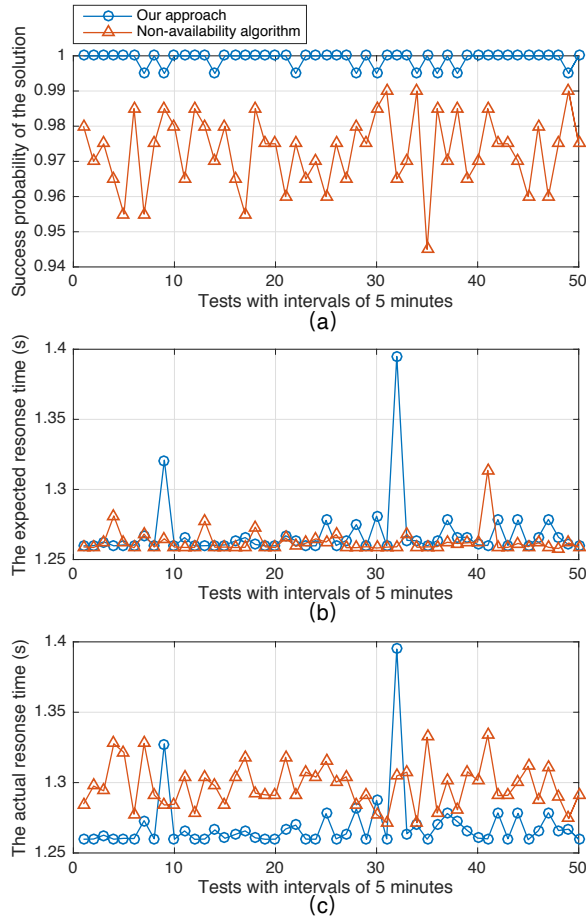 Our approach
Non-availability algorithm
Success probability of the solution
1
0.99
0.98
0.97
0.96
0.95
0.94
0 10 20 30 40 50
Tests with intervals of 5 minutes
(a)
The expected resonse time (s)
1.4
1.3
1.25
0 10 20 30 40 50
Tests with intervals of 5 minutes
(b)
The actual resonse time (s)
1.4
1.3
1.25
0 10 20 30 40 50
Tests with intervals of 5 minutes
(c)